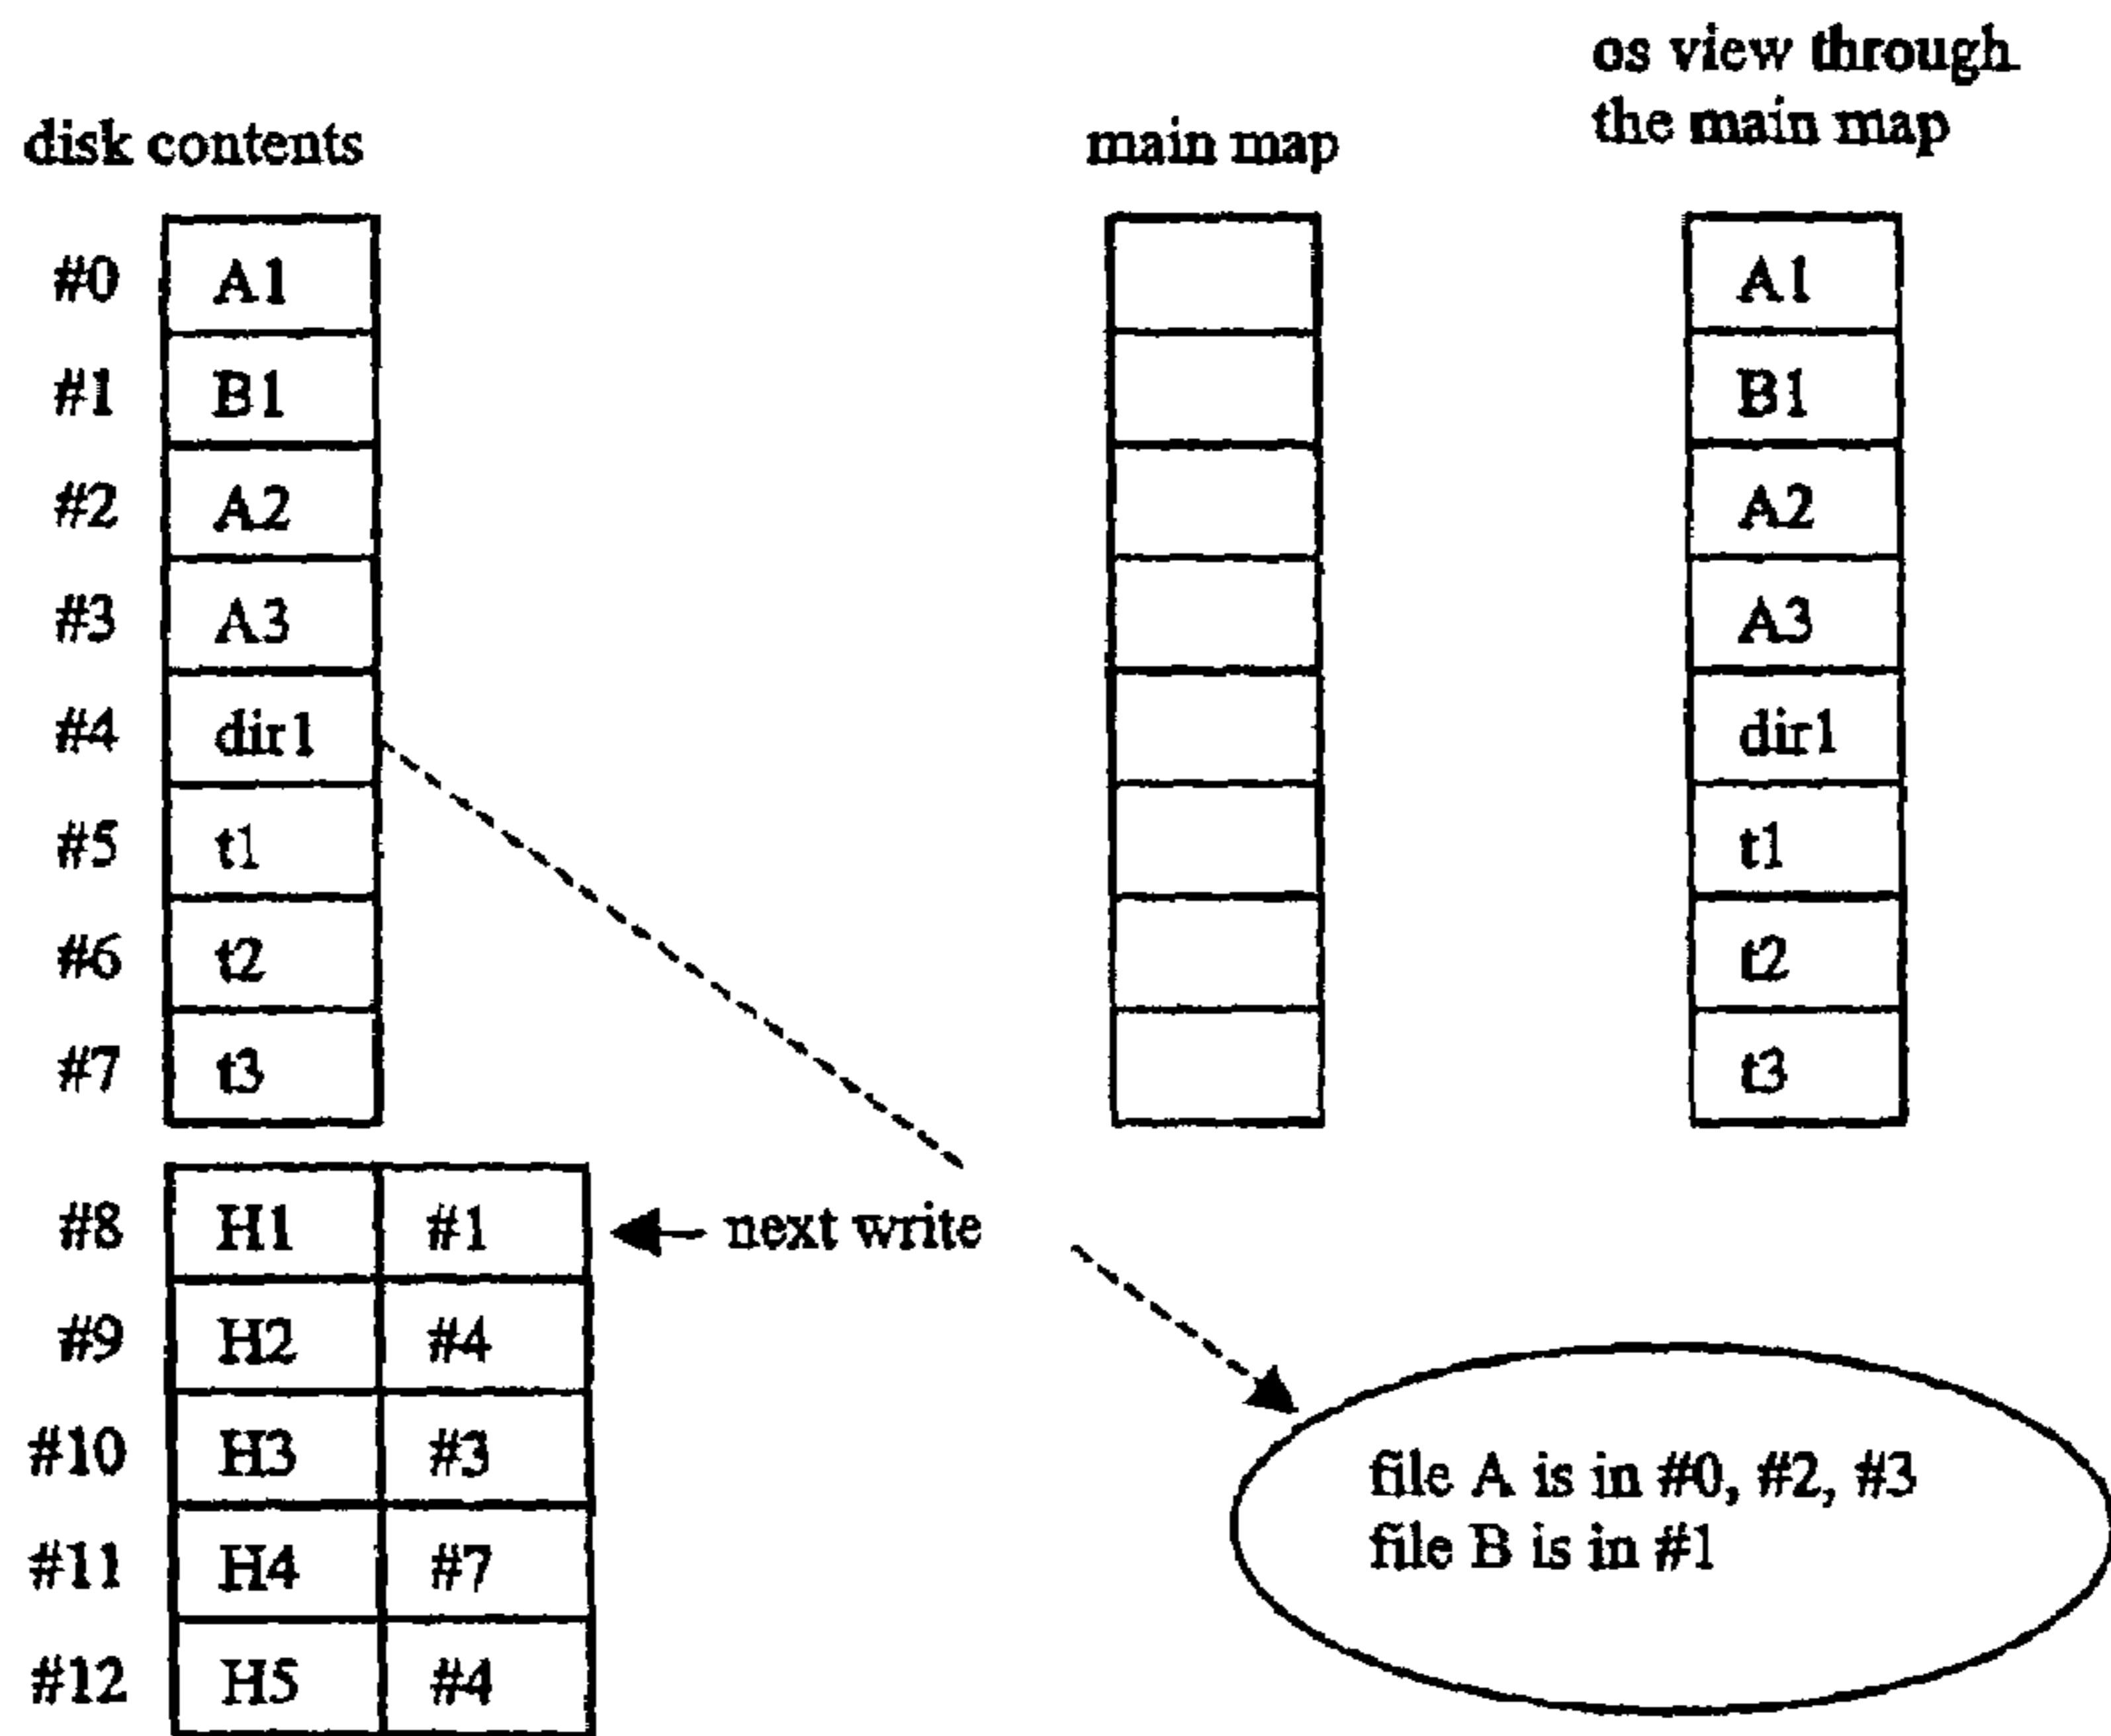 os view through
the main map
disk contents
main map
#0 A1 A1
#1 B1 B1
#2 A2 A2
#3 A3 A3
#4 dir1 dir1
#5 t1 t1
#6 t2 t2
#7 t3 t3
#8 H1 #1 next write
#9 H2 #4
#10 H3 #3
#11 H4 #7
#12 H5 #4
file A is in #0, #2, #3
file B is in #1